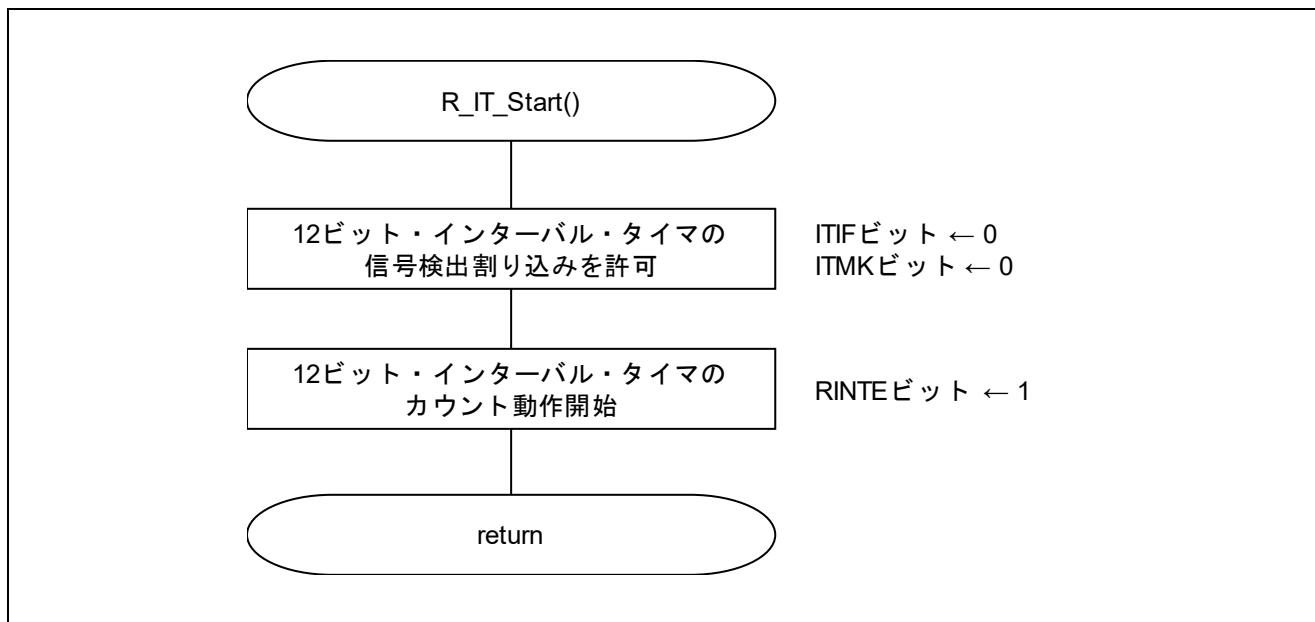 R_IT_Start()
12ビット・インターバル・タイマの
信号検出割り込みを許可
ITIFビット ← 0
ITMKビット ← 0
12ビット・インターバル・タイマの
カウント動作開始
RINTEビット ← 1
return